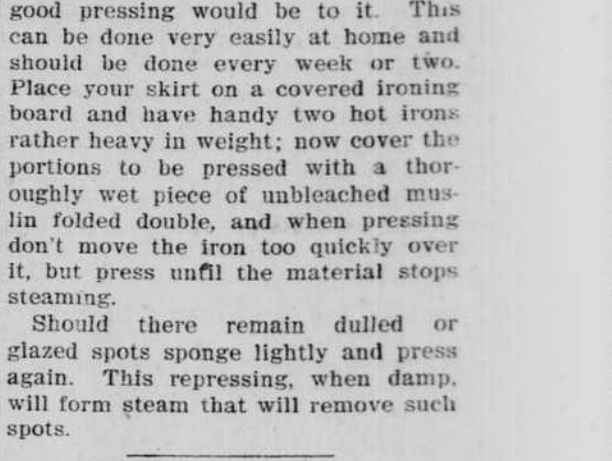 good pressing would be to it. This
can be done very easily at home and
should be done every week or two.
Place your skirt on a covered ironing
board and have handy two hot irons
rather heavy in weight; now cover the
portions to be pressed with a thor-
oughly wet piece of unbleached mus-
lin folded double, and when pressing
don't move the iron too quickly over
it, but press until the material stops
steaming.
Should there remain dulled or
glazed spots sponge lightly and press
again. This repressing, when damp,
will form steam that will remove such
spots.